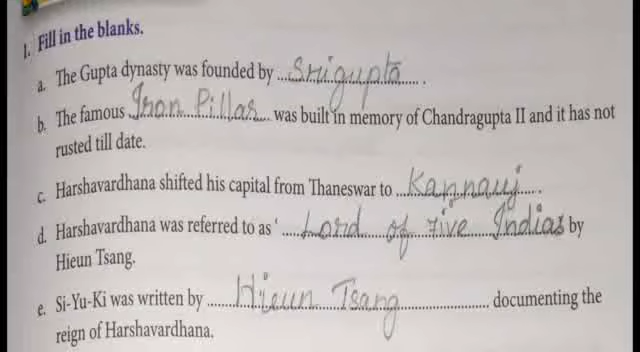 1. Fill in the blanks.
a. The Gupta dynasty was founded by ...Srigupta....
b. The famous .Iron Pillar... was built in memory of Chandragupta II and it has not
rusted till date.
c. Harshavardhana shifted his capital from Thaneswar to ...Kannauj....
d. Harshavardhana was referred to as '.....Lord of five Indias by
Hieun Tsang.
e. Si-Yu-Ki was written by .......Hieun Tsang.................... documenting the
reign of Harshavardhana.